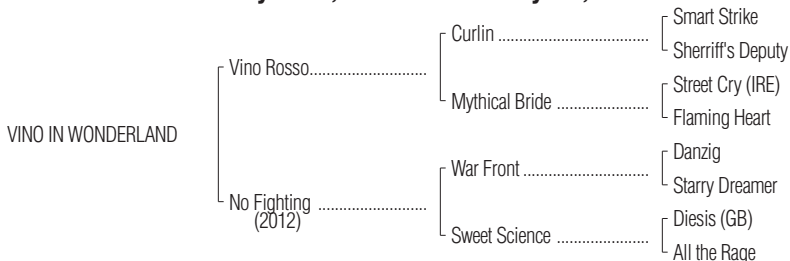 Smart Strike
Curlin ..........................................
Sherriff's Deputy
Vino Rosso................................
Street Cry (IRE)
Mythical Bride .........................
Flaming Heart
VINO IN WONDERLAND
Danzig
War Front ..................................
Starry Dreamer
No Fighting ..............................
(2012)
Diesis (GB)
Sweet Science .........................
All the Rage